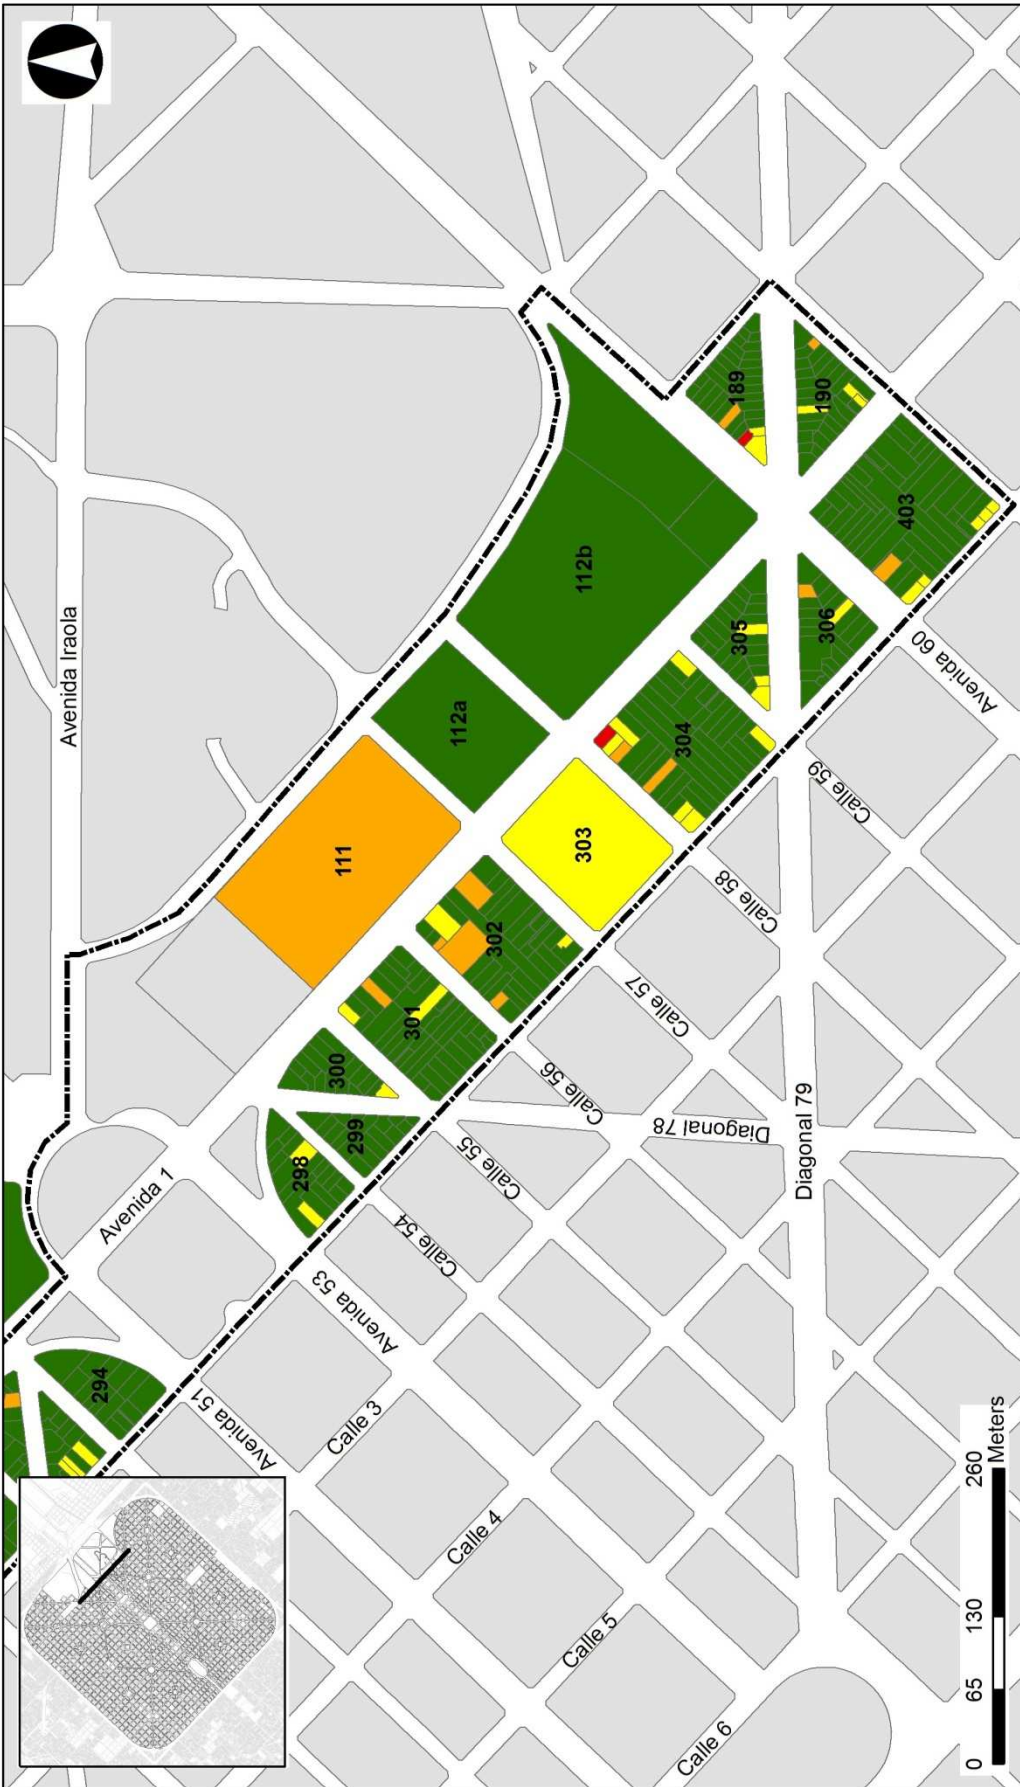 Avenida Iraola
189
190
112b
403
305
306
112a
304
Avenida 60
111
303
Calle 59
302
Calle 58
301
Calle 57
300
299
Calle 56
298
Calle 55
Diagonal 78
Diagonal 79
Avenida 1
Calle 54
Avenida 53
294
Avenida 51
Calle 3
Calle 4
Calle 5
Calle 6
0 65 130 260
Meters